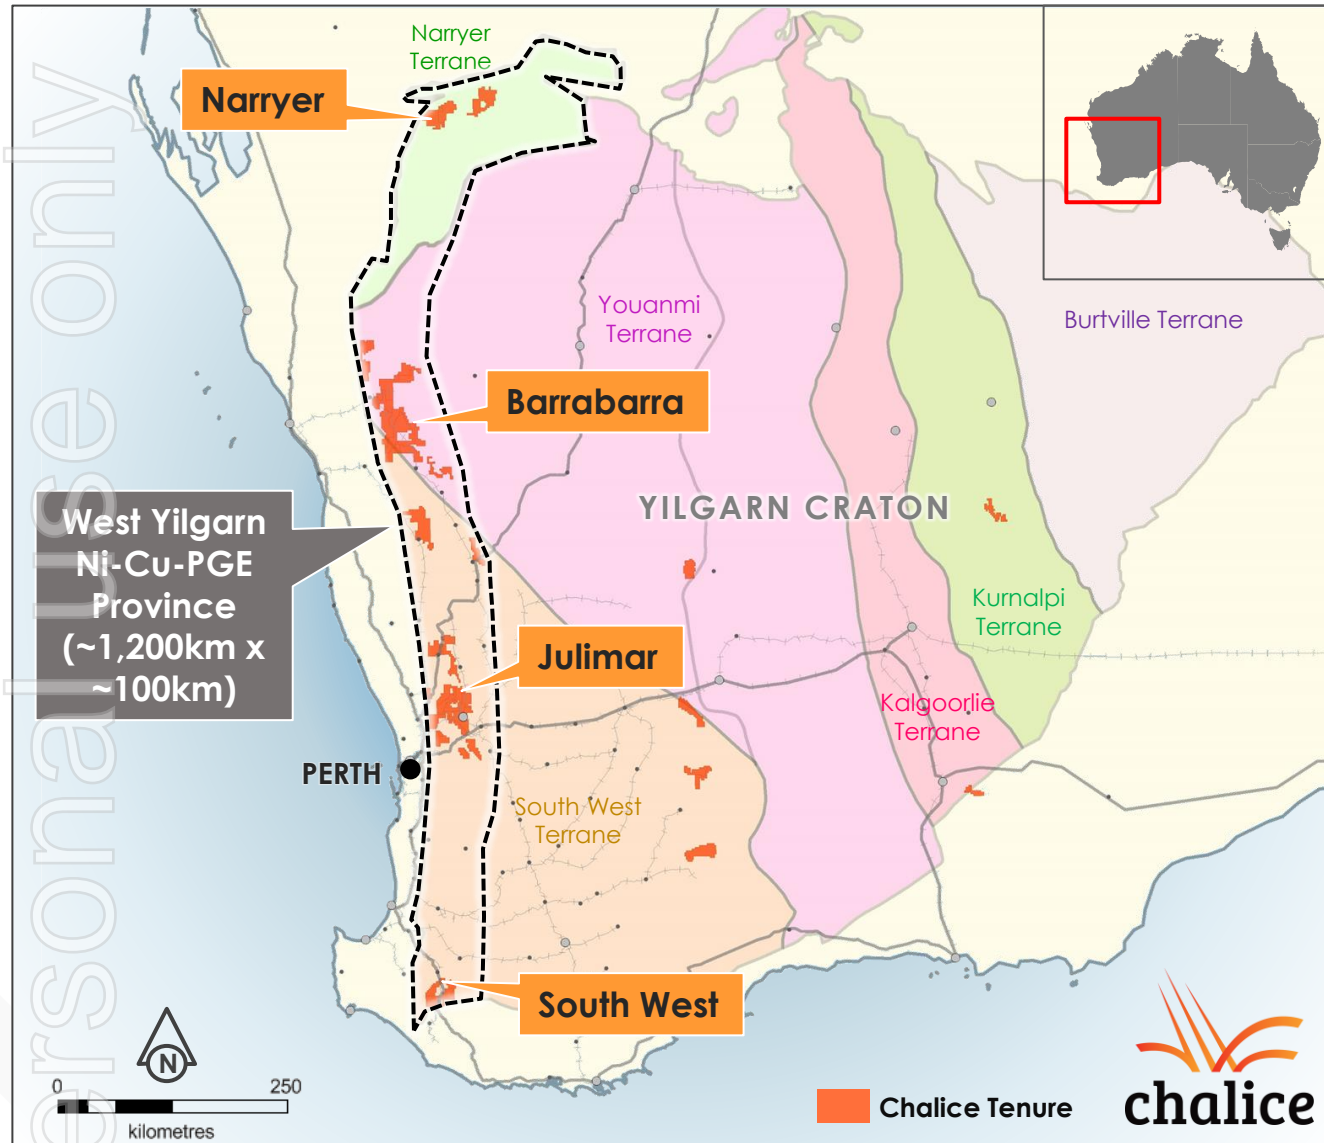 Narryer
Terrane
Narryer
Youanmi
Terrane
Burtville Terrane
Barrabarra
YILGARN CRATON
West Yilgarn
Ni-Cu-PGE
Province
(~1,200km x
~100km)
Kurnalpi
Terrane
Julimar
Kalgoorlie
Terrane
PERTH
South West
Terrane
South West
N
0 250
kilometres
Chalice Tenure
chalice
ersonal use only